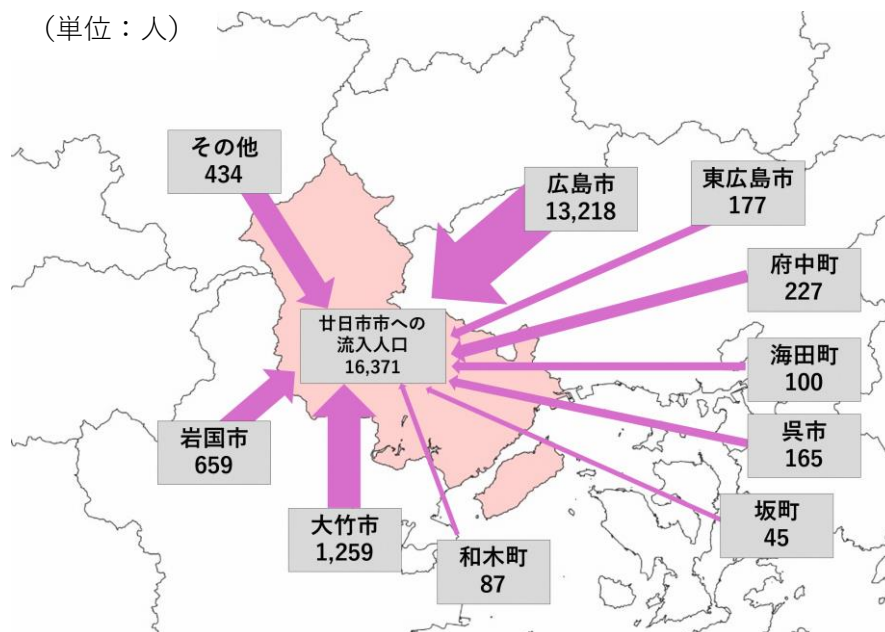 （単位：人）
その他
434
広島市
13,218
東広島市
177
府中町
227
廿日市市への
流入人口
16,371
海田町
100
岩国市
659
呉市
165
大竹市
1,259
和木町
87
坂町
45